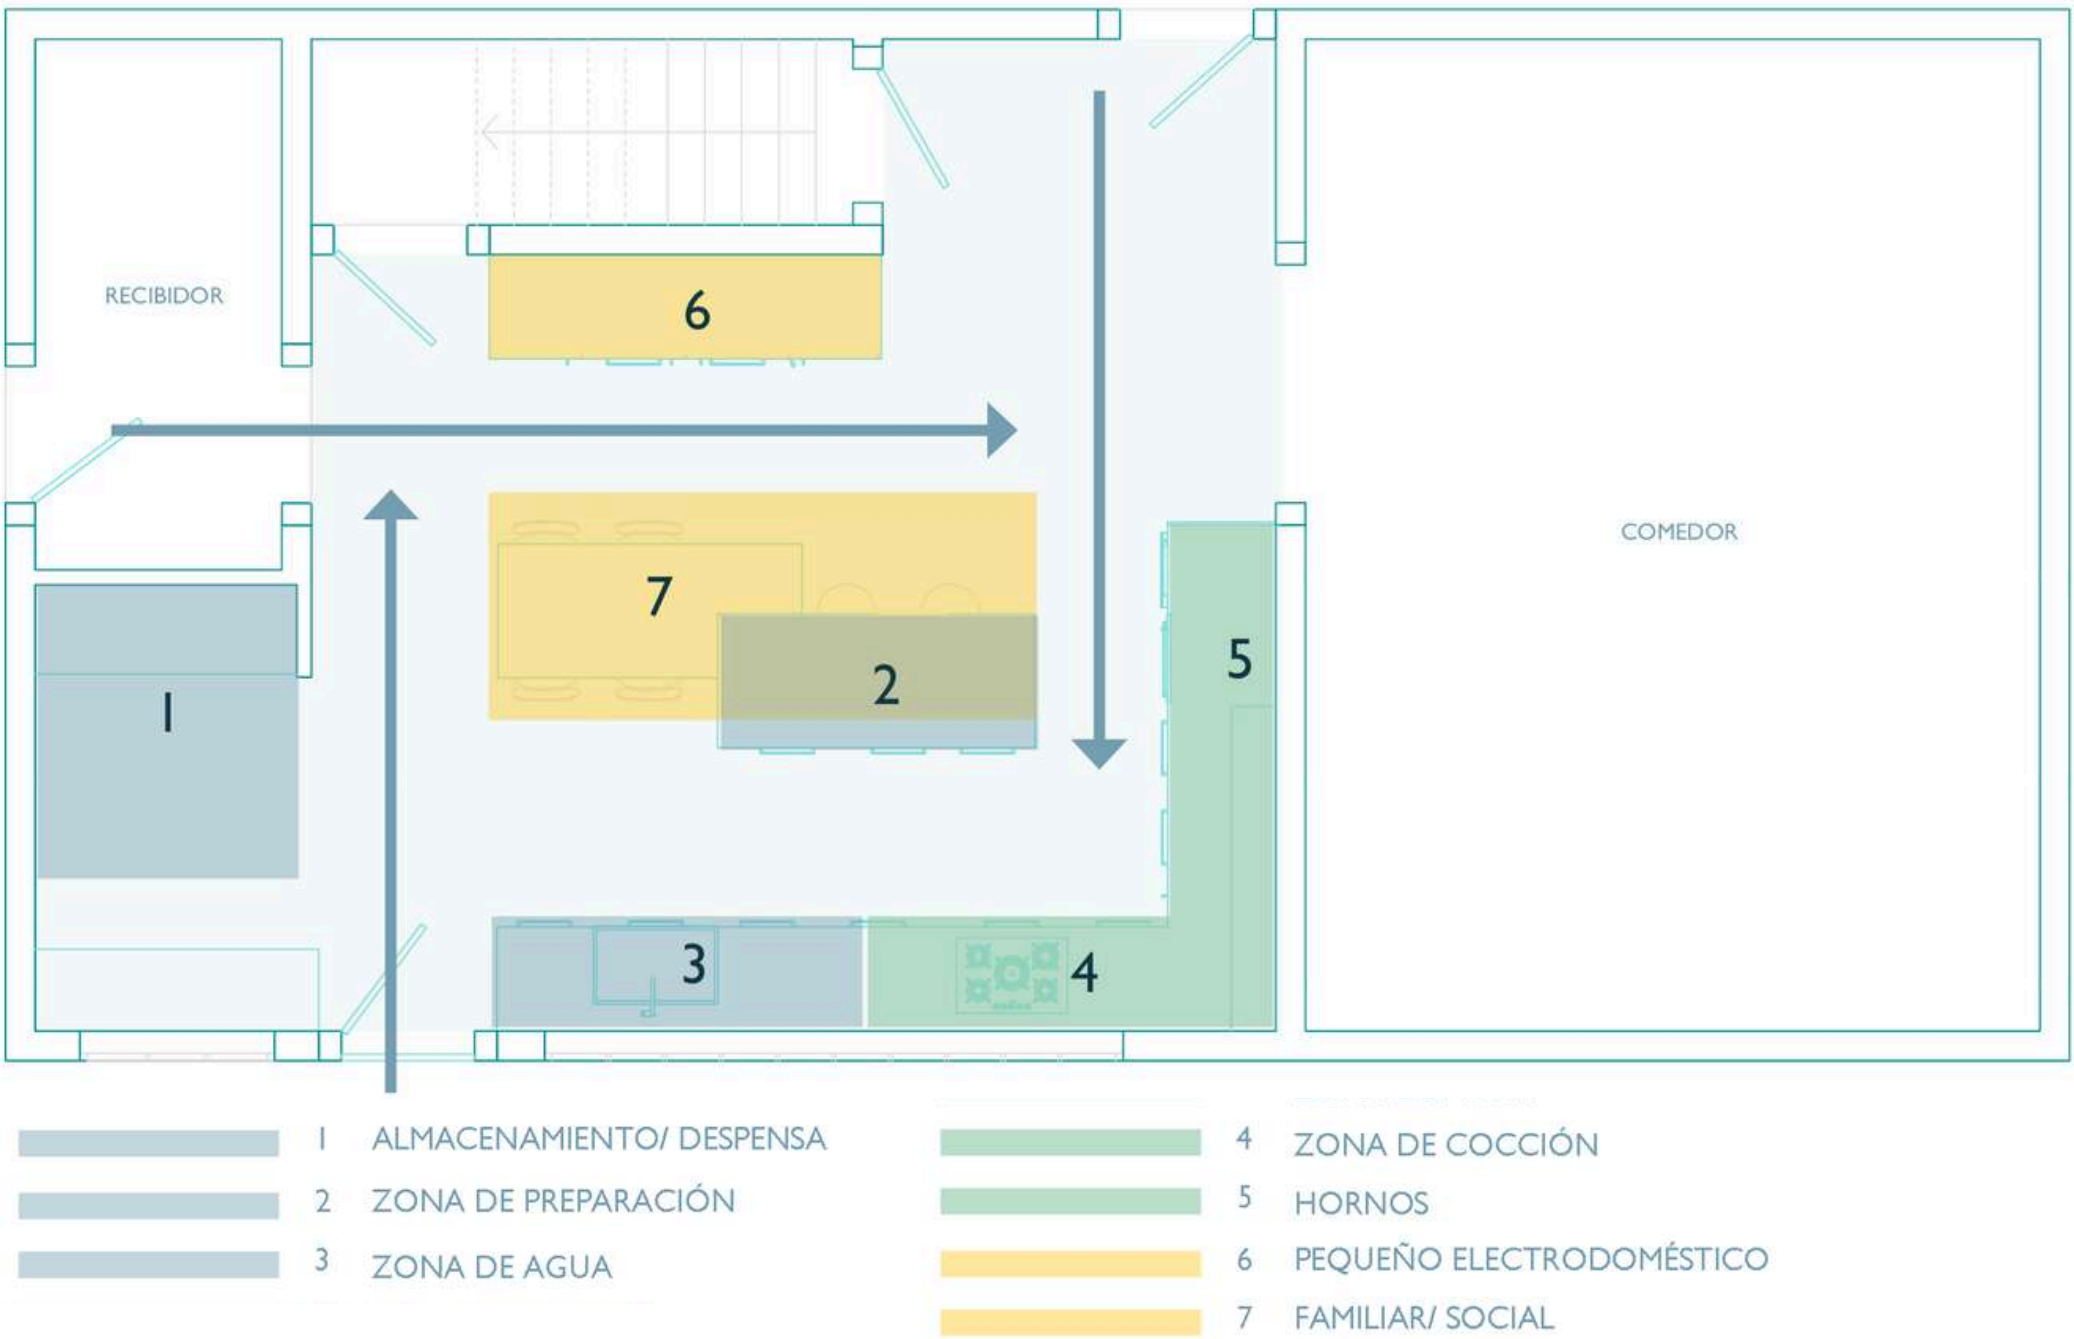 RECIBIDOR
6
COMEDOR
7
5
2
1
3
4
1 ALMACENAMIENTO/ DESPENSA
2 ZONA DE PREPARACIÓN
3 ZONA DE AGUA
4 ZONA DE COCCIÓN
5 HORNOS
6 PEQUEÑO ELECTRODOMÉSTICO
7 FAMILIAR/ SOCIAL